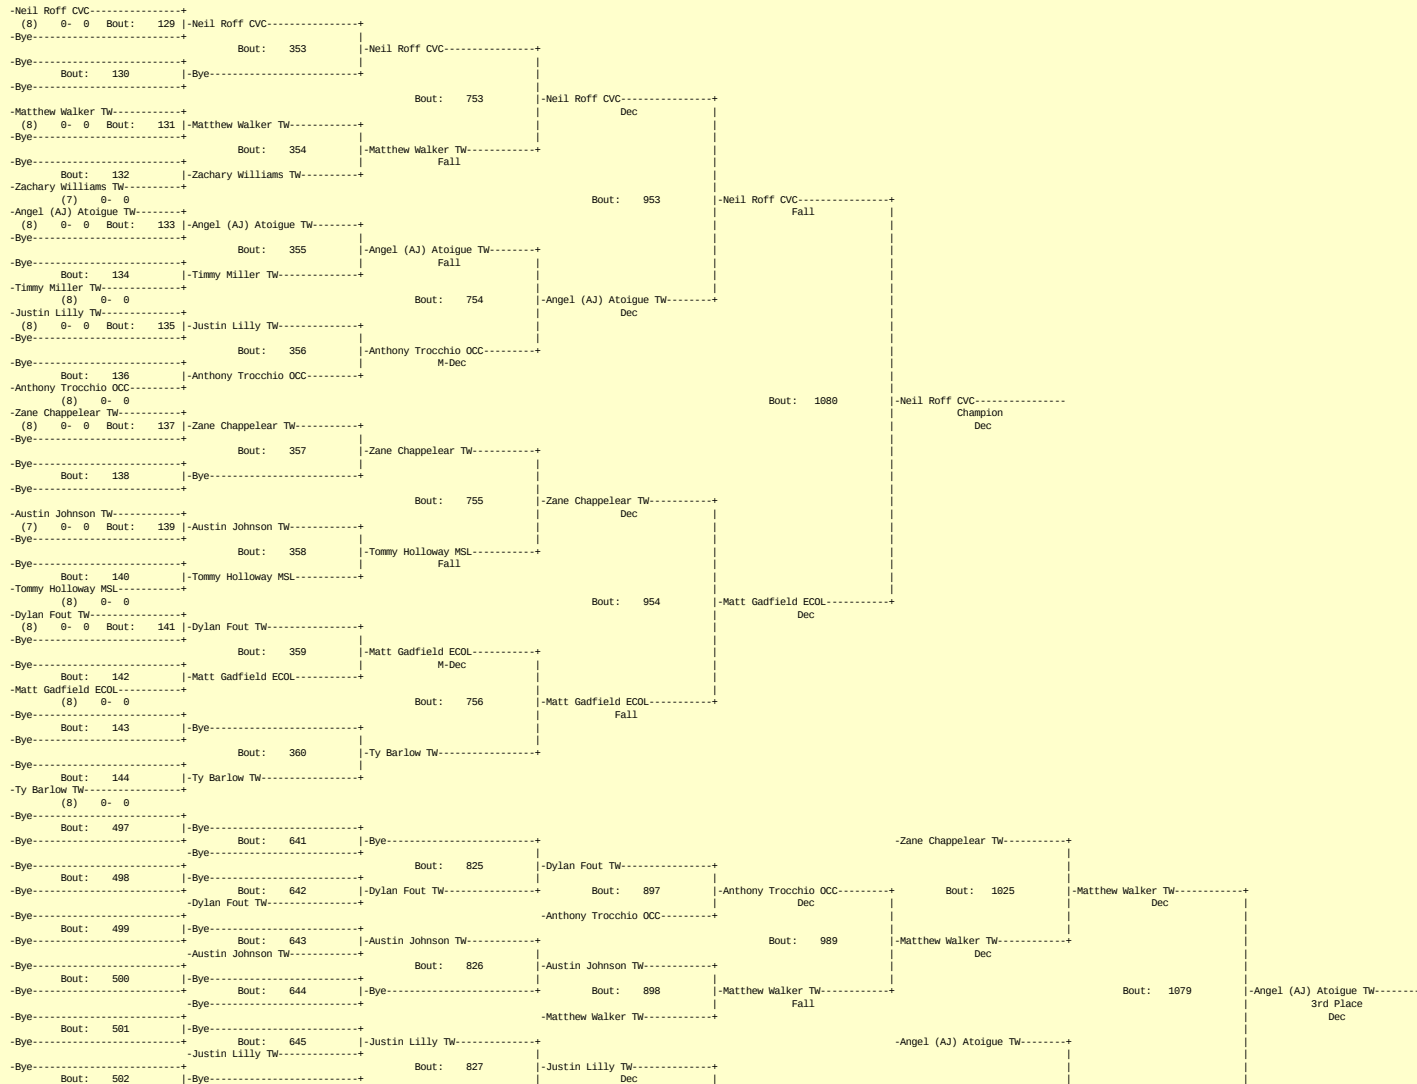 -Neil Roff CVC----------------+
(8) 0- 0 Bout: 129 |-Neil Roff CVC----------------+
-Bye--------------------------+ |
Bout: 353 |-Neil Roff CVC----------------+
-Bye--------------------------+ | |
Bout: 130 |-Bye--------------------------+ |
-Bye--------------------------+ |
Bout: 753 |-Neil Roff CVC----------------+
-Matthew Walker TW------------+ | Dec |
(8) 0- 0 Bout: 131 |-Matthew Walker TW------------+ | |
-Bye--------------------------+ | | |
Bout: 354 |-Matthew Walker TW------------+ |
-Bye--------------------------+ | Fall |
Bout: 132 |-Zachary Williams TW----------+ |
-Zachary Williams TW----------+ |
(7) 0- 0 Bout: 953 |-Neil Roff CVC----------------+
-Angel (AJ) Atoigue TW--------+ | Fall |
(8) 0- 0 Bout: 133 |-Angel (AJ) Atoigue TW--------+ | |
-Bye--------------------------+ | | |
Bout: 355 |-Angel (AJ) Atoigue TW--------+ | |
-Bye--------------------------+ | Fall | | |
Bout: 134 |-Timmy Miller TW--------------+ | | |
-Timmy Miller TW--------------+ | | |
(8) 0- 0 Bout: 754 |-Angel (AJ) Atoigue TW--------+ |
-Justin Lilly TW--------------+ | Dec |
(8) 0- 0 Bout: 135 |-Justin Lilly TW--------------+ | |
-Bye--------------------------+ | | |
Bout: 356 |-Anthony Trocchio OCC---------+ |
-Bye--------------------------+ | M-Dec |
Bout: 136 |-Anthony Trocchio OCC---------+ |
-Anthony Trocchio OCC---------+ |
(8) 0- 0 Bout: 1080 |-Neil Roff CVC----------------
-Zane Chappelear TW-----------+ | Champion
(8) 0- 0 Bout: 137 |-Zane Chappelear TW-----------+ | Dec
-Bye--------------------------+ | |
Bout: 357 |-Zane Chappelear TW-----------+ |
-Bye--------------------------+ | | |
Bout: 138 |-Bye--------------------------+ | |
-Bye--------------------------+ | |
Bout: 755 |-Zane Chappelear TW-----------+ |
-Austin Johnson TW------------+ | Dec | |
(7) 0- 0 Bout: 139 |-Austin Johnson TW------------+ | | |
-Bye--------------------------+ | | | |
Bout: 358 |-Tommy Holloway MSL-----------+ | |
-Bye--------------------------+ | Fall | |
Bout: 140 |-Tommy Holloway MSL-----------+ | |
-Tommy Holloway MSL-----------+ | |
(8) 0- 0 Bout: 954 |-Matt Gadfield ECOL-----------+
-Dylan Fout TW----------------+ | Dec
(8) 0- 0 Bout: 141 |-Dylan Fout TW----------------+ |
-Bye--------------------------+ | |
Bout: 359 |-Matt Gadfield ECOL-----------+ |
-Bye--------------------------+ | M-Dec | |
Bout: 142 |-Matt Gadfield ECOL-----------+ | |
-Matt Gadfield ECOL-----------+ | |
(8) 0- 0 Bout: 756 |-Matt Gadfield ECOL-----------+
-Bye--------------------------+ | Fall
Bout: 143 |-Bye--------------------------+ |
-Bye--------------------------+ | |
Bout: 360 |-Ty Barlow TW-----------------+
-Bye--------------------------+ |
Bout: 144 |-Ty Barlow TW-----------------+
-Ty Barlow TW-----------------+
(8) 0- 0
-Bye--------------------------+
Bout: 497 |-Bye--------------------------+
-Bye--------------------------+ Bout: 641 |-Bye--------------------------+ -Zane Chappelear TW-----------+
-Bye--------------------------+ | |
-Bye--------------------------+ Bout: 825 |-Dylan Fout TW----------------+ |
Bout: 498 |-Bye--------------------------+ | | |
-Bye--------------------------+ Bout: 642 |-Dylan Fout TW----------------+ Bout: 897 |-Anthony Trocchio OCC---------+ Bout: 1025 |-Matthew Walker TW------------+
-Dylan Fout TW----------------+ | Dec | | Dec |
-Bye--------------------------+ -Anthony Trocchio OCC---------+ | | |
Bout: 499 |-Bye--------------------------+ | | |
-Bye--------------------------+ Bout: 643 |-Austin Johnson TW------------+ Bout: 989 |-Matthew Walker TW------------+ |
-Austin Johnson TW------------+ | | Dec |
-Bye--------------------------+ Bout: 826 |-Austin Johnson TW------------+ | |
Bout: 500 |-Bye--------------------------+ | | | |
-Bye--------------------------+ Bout: 644 |-Bye--------------------------+ Bout: 898 |-Matthew Walker TW------------+ Bout: 1079 |-Angel (AJ) Atoigue TW-------
-Bye--------------------------+ | Fall | 3rd Place
-Bye--------------------------+ -Matthew Walker TW------------+ | Dec
Bout: 501 |-Bye--------------------------+ |
-Bye--------------------------+ Bout: 645 |-Justin Lilly TW--------------+ -Angel (AJ) Atoigue TW--------+ |
-Justin Lilly TW--------------+ | | |
-Bye--------------------------+ Bout: 827 |-Justin Lilly TW--------------+ | |
Bout: 502 |-Bye--------------------------+ | Dec | | |